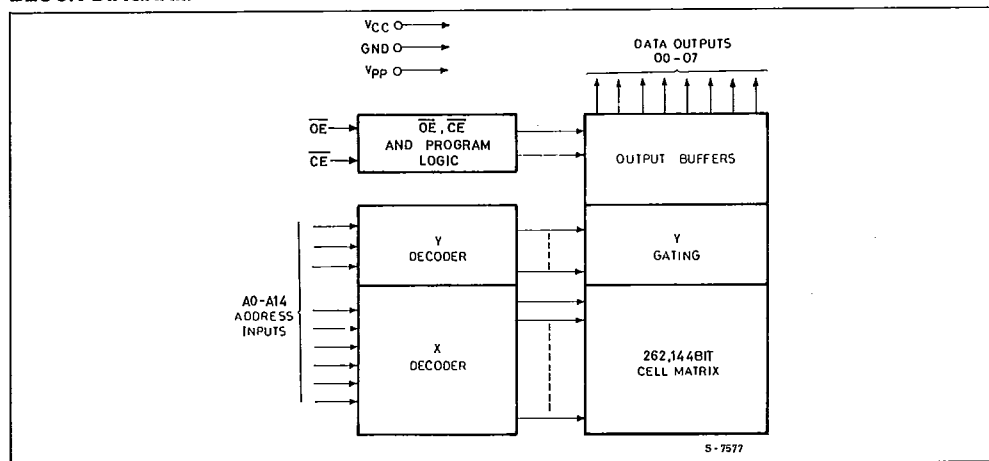 VCC
GND
VPP
DATA OUTPUTS
O0-O7
OE
CE
OE, CE
AND PROGRAM
LOGIC
OUTPUT BUFFERS
Y
DECODER
Y
GATING
A0-A14
ADDRESS
INPUTS
X
DECODER
262,144BIT
CELL MATRIX
S-7577